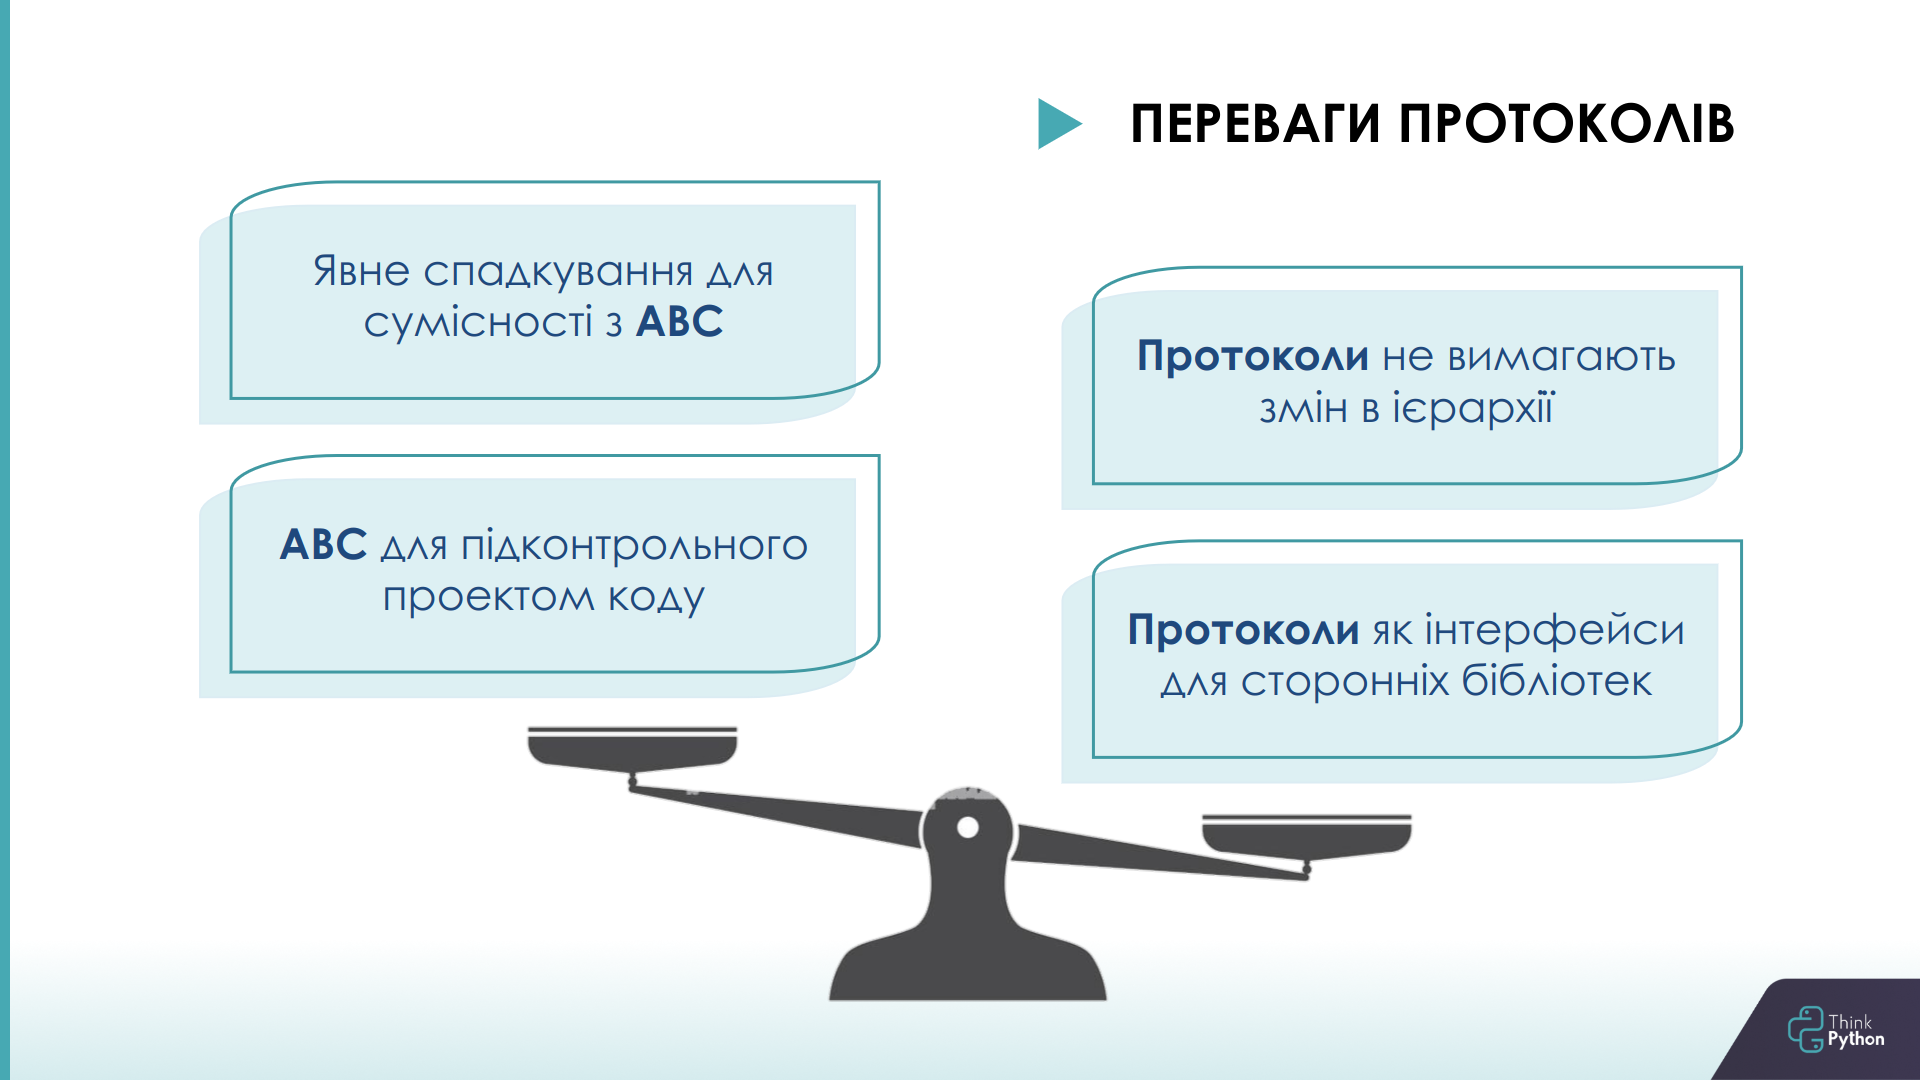 ПЕРЕВАГИ ПРОТОКОЛІВ
Явне спадкування для
сумісності з ABC
ABC для підконтрольного
проектом коду
Протоколи не вимагають
змін в ієрархії
Протоколи як інтерфейси
для сторонніх бібліотек
Think
Python